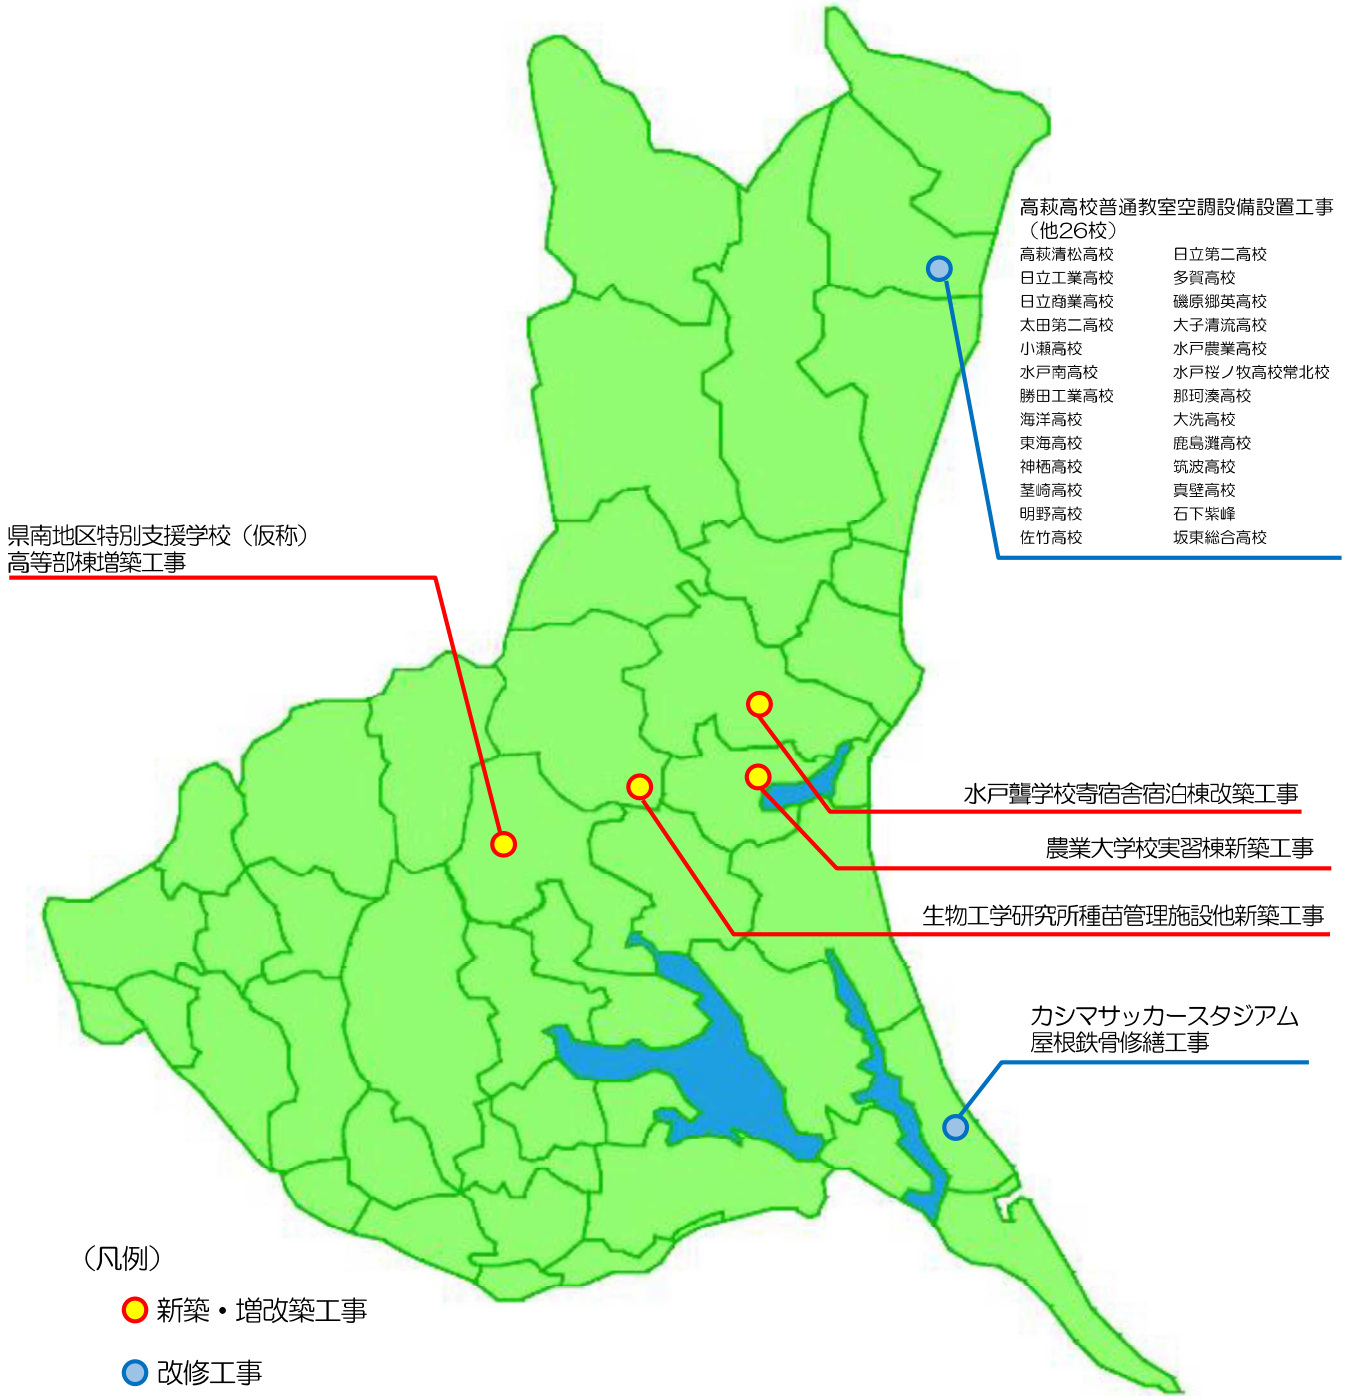 高萩高校普通教室空調設備設置工事
（他26校）
高萩清松高校 日立第二高校
日立工業高校 多賀高校
日立商業高校 磯原郷英高校
太田第二高校 大子清流高校
小瀬高校 水戸農業高校
水戸南高校 水戸桜ノ牧高校常北校
勝田工業高校 那珂湊高校
海洋高校 大洗高校
東海高校 鹿島灘高校
神栖高校 筑波高校
茎崎高校 真壁高校
明野高校 石下紫峰
佐竹高校 坂東総合高校
県南地区特別支援学校（仮称）
高等部棟増築工事
水戸聾学校寄宿舎宿泊棟改築工事
農業大学校実習棟新築工事
生物工学研究所種苗管理施設他新築工事
カシマサッカースタジアム
屋根鉄骨修繕工事
（凡例）
新築・増改築工事
改修工事